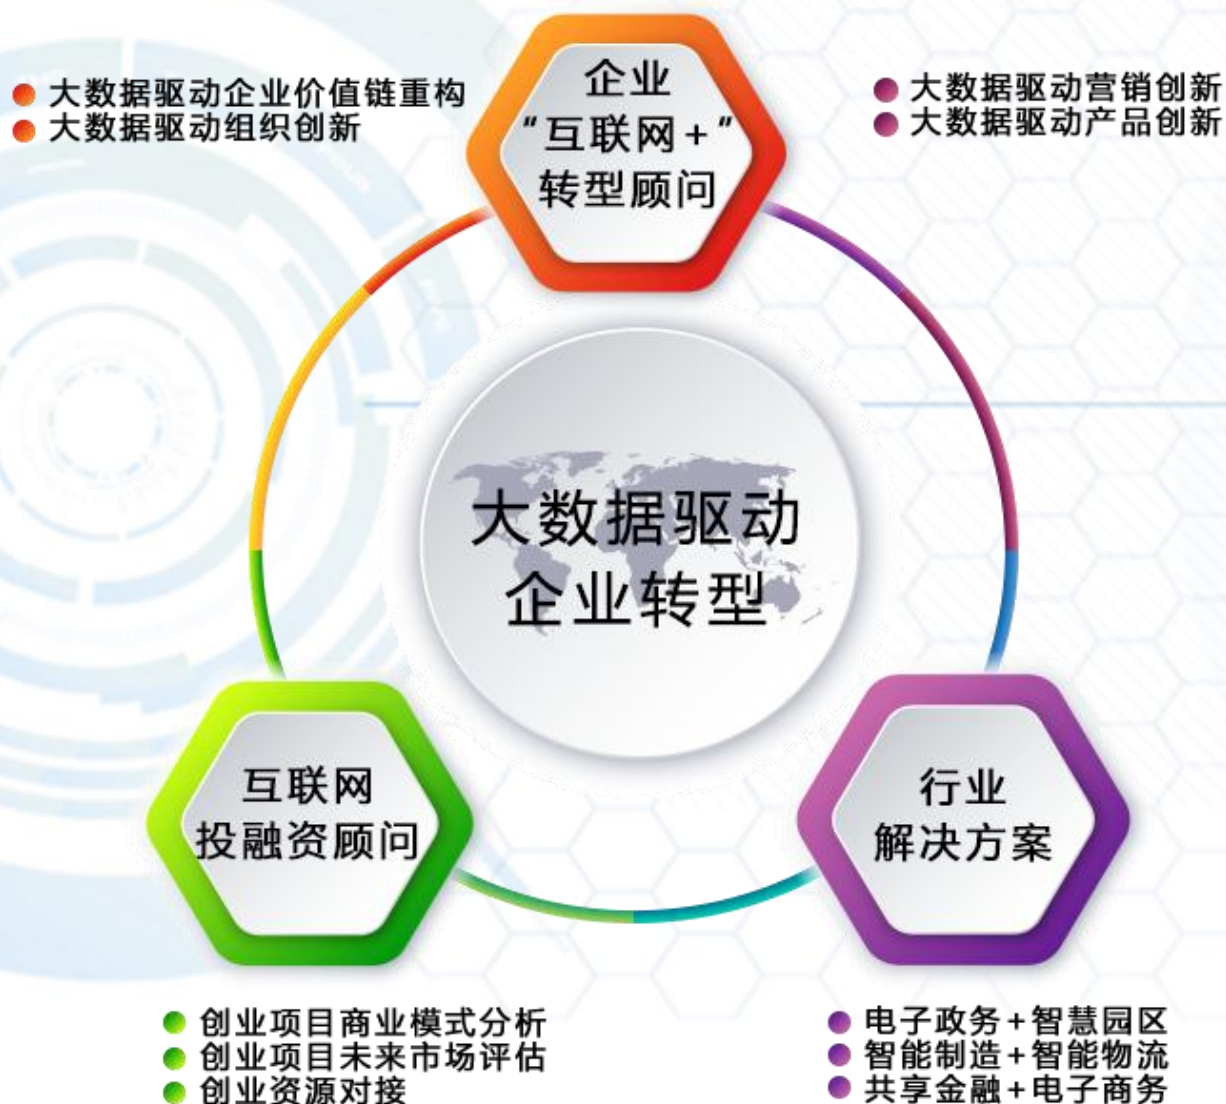 大数据驱动企业价值链重构
大数据驱动组织创新
企业
“互联网+”
转型顾问
大数据驱动营销创新
大数据驱动产品创新
大数据驱动
企业转型
互联网
投融资顾问
行业
解决方案
创业项目商业模式分析
创业项目未来市场评估
创业资源对接
电子政务+智慧园区
智能制造+智能物流
共享金融+电子商务